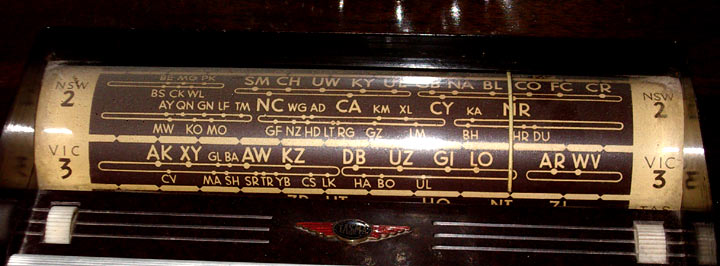 BE MO PK SM CH UW KY NA BL CO FC CR
NSW NSW
BS CK WL
2 AY QN GN LF TM NC WG AD CA KM XL CY KA NR 2
MW KO MO GF NZ HD LT RG GZ LM BH HR DU
VIC AK XY GL BA AW KZ DB UZ GI LO AR WV VIC
3 CV MA SH SR TR YB CS LK HA BO UL 3